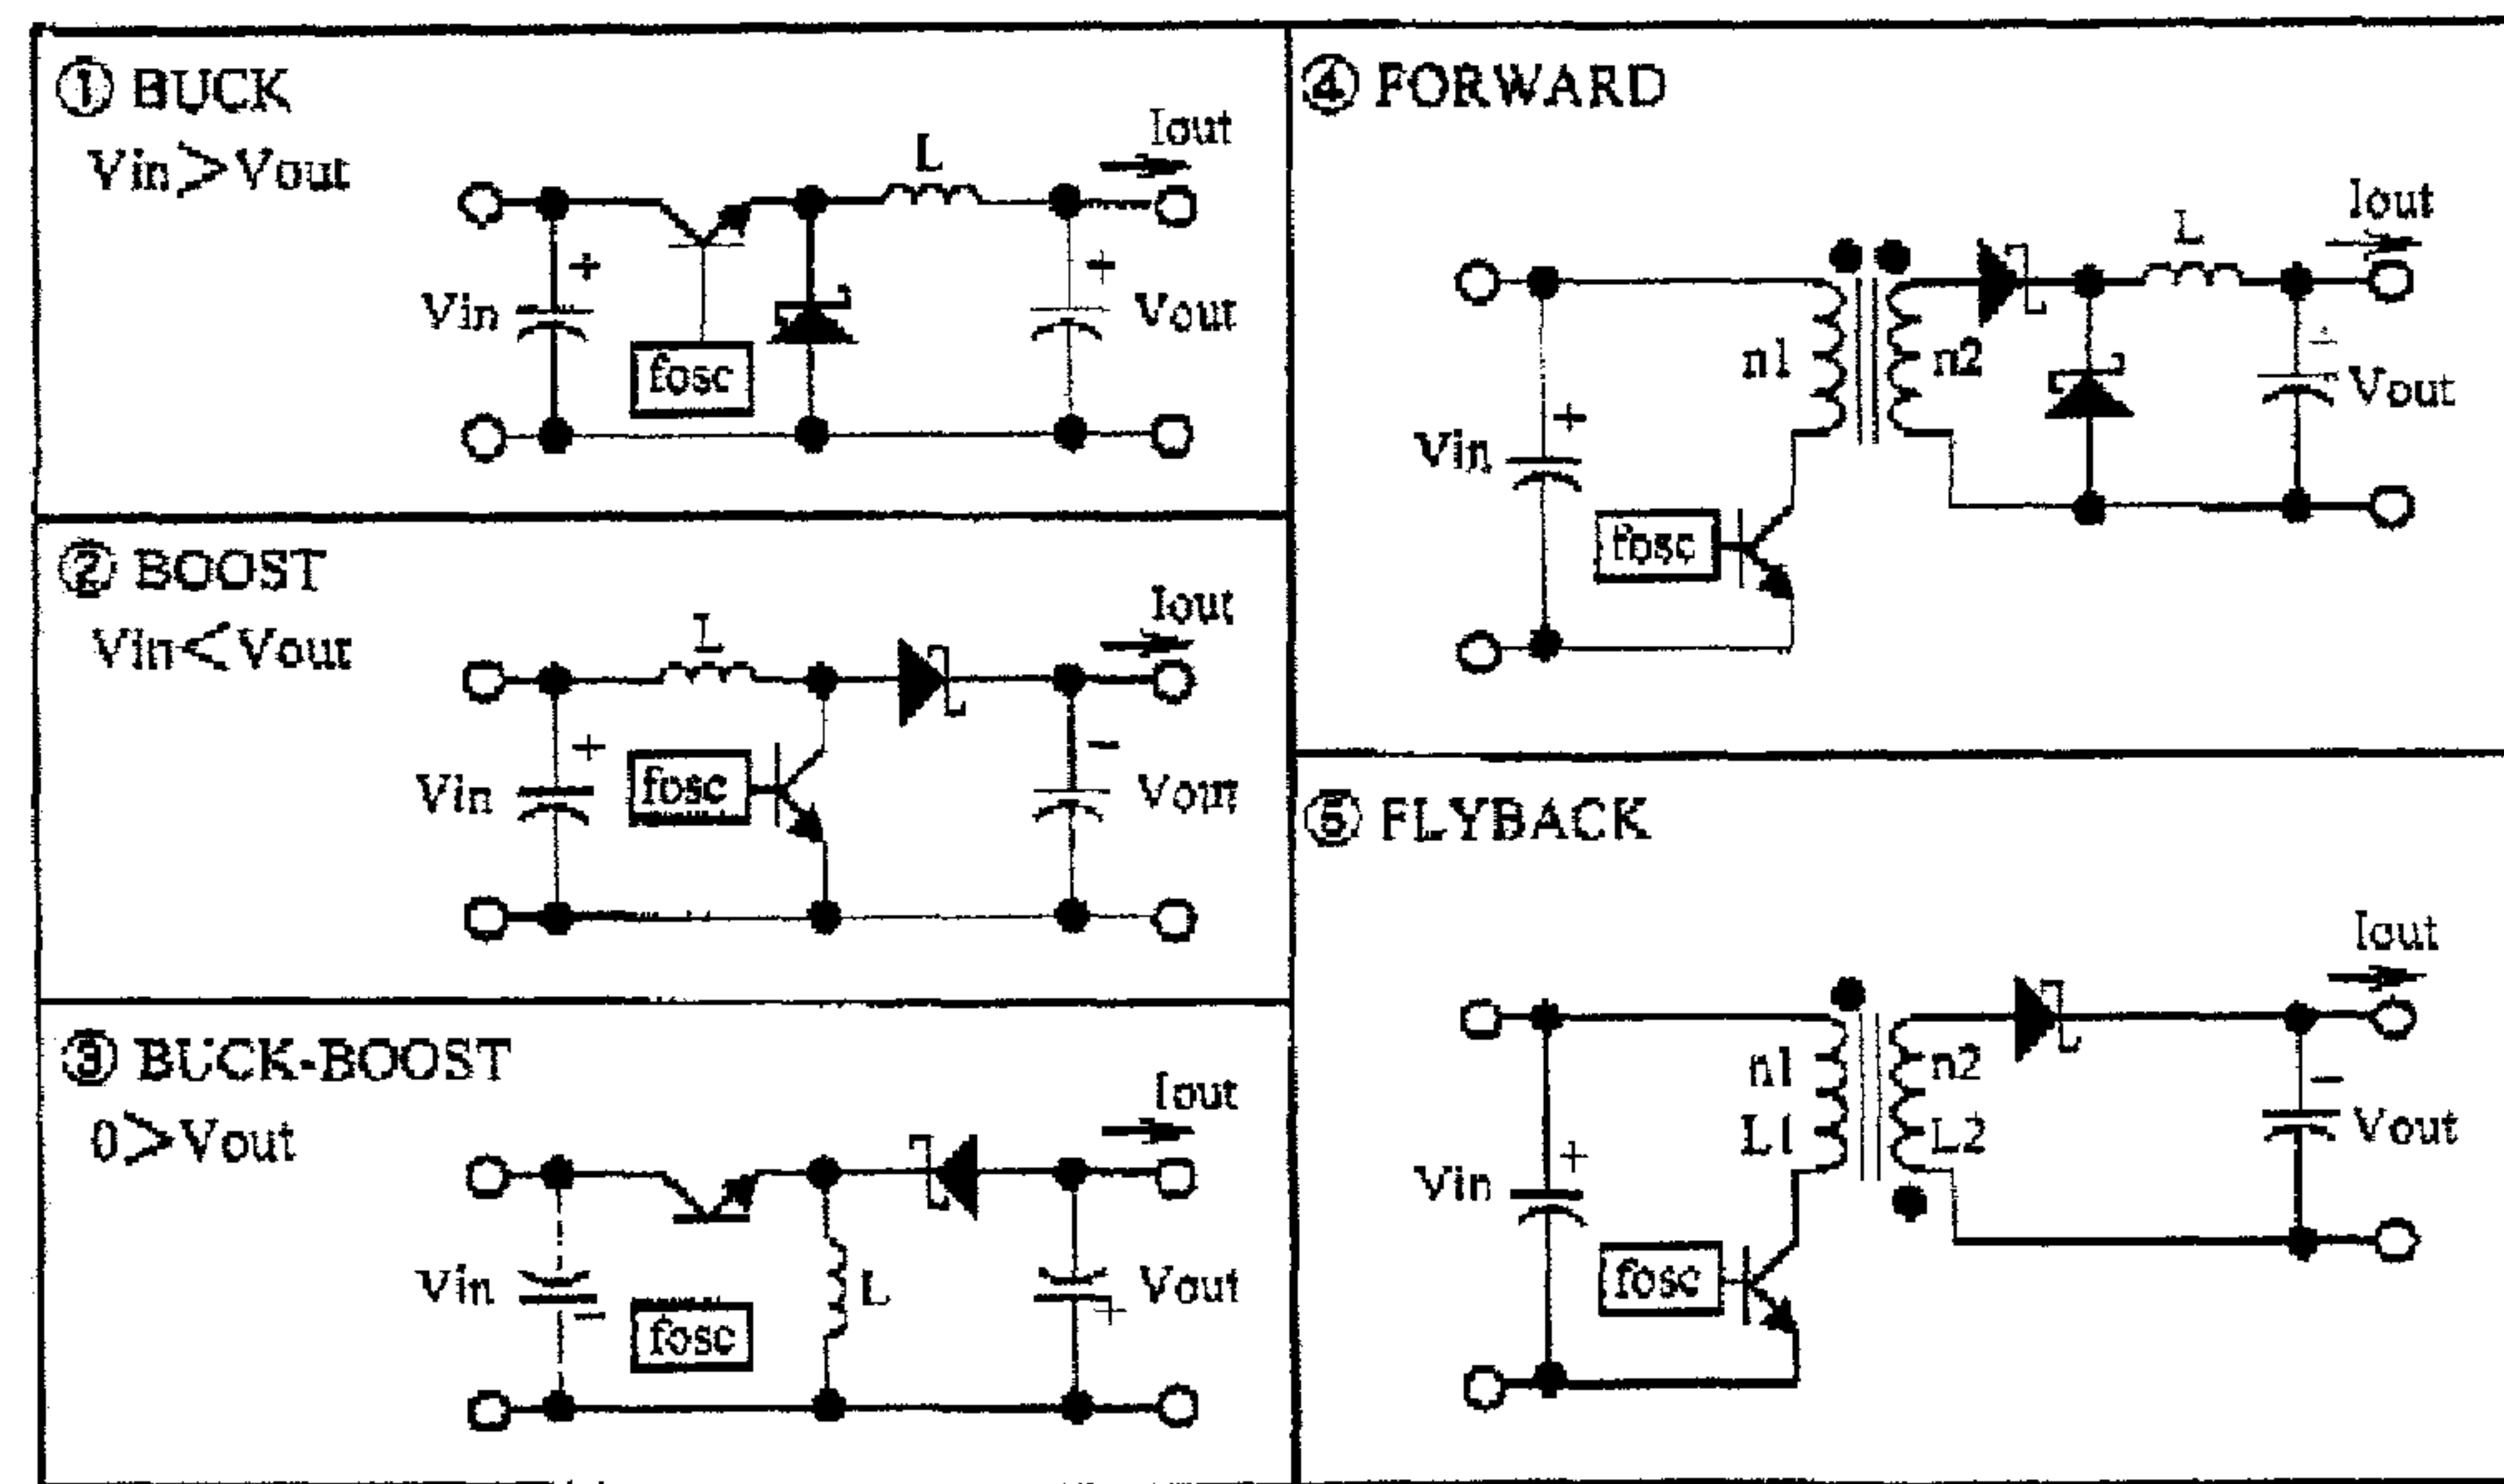 ① BUCK
Vin>Vout
Iout
L
+
+
Vin
Vout
fosc
② BOOST
Vin<Vout
Iout
L
+
−
fosc
Vin
Vout
③ BUCK-BOOST
0>Vout
Iout
Vin
L
Vout
−
+
fosc
④ FORWARD
Iout
L
n1
n2
Vout
+
Vin
fosc
⑤ FLYBACK
Iout
n1
n2
L1
L2
−
Vout
+
Vin
fosc